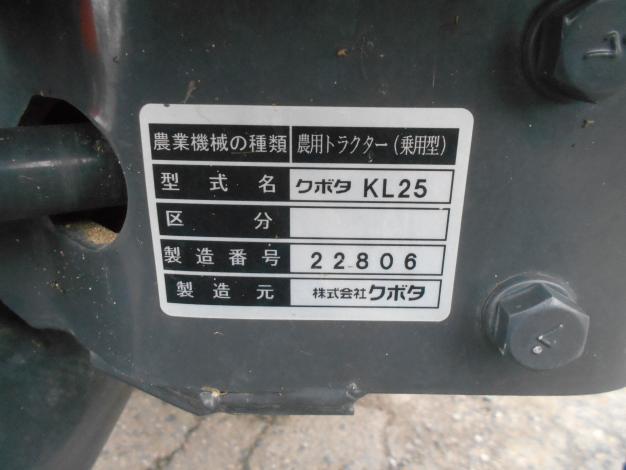 農業機械の種類 農用トラクター(乗用型)
型式名 クボタ KL25
区分
製造番号 22806
製造元 株式会社クボタ